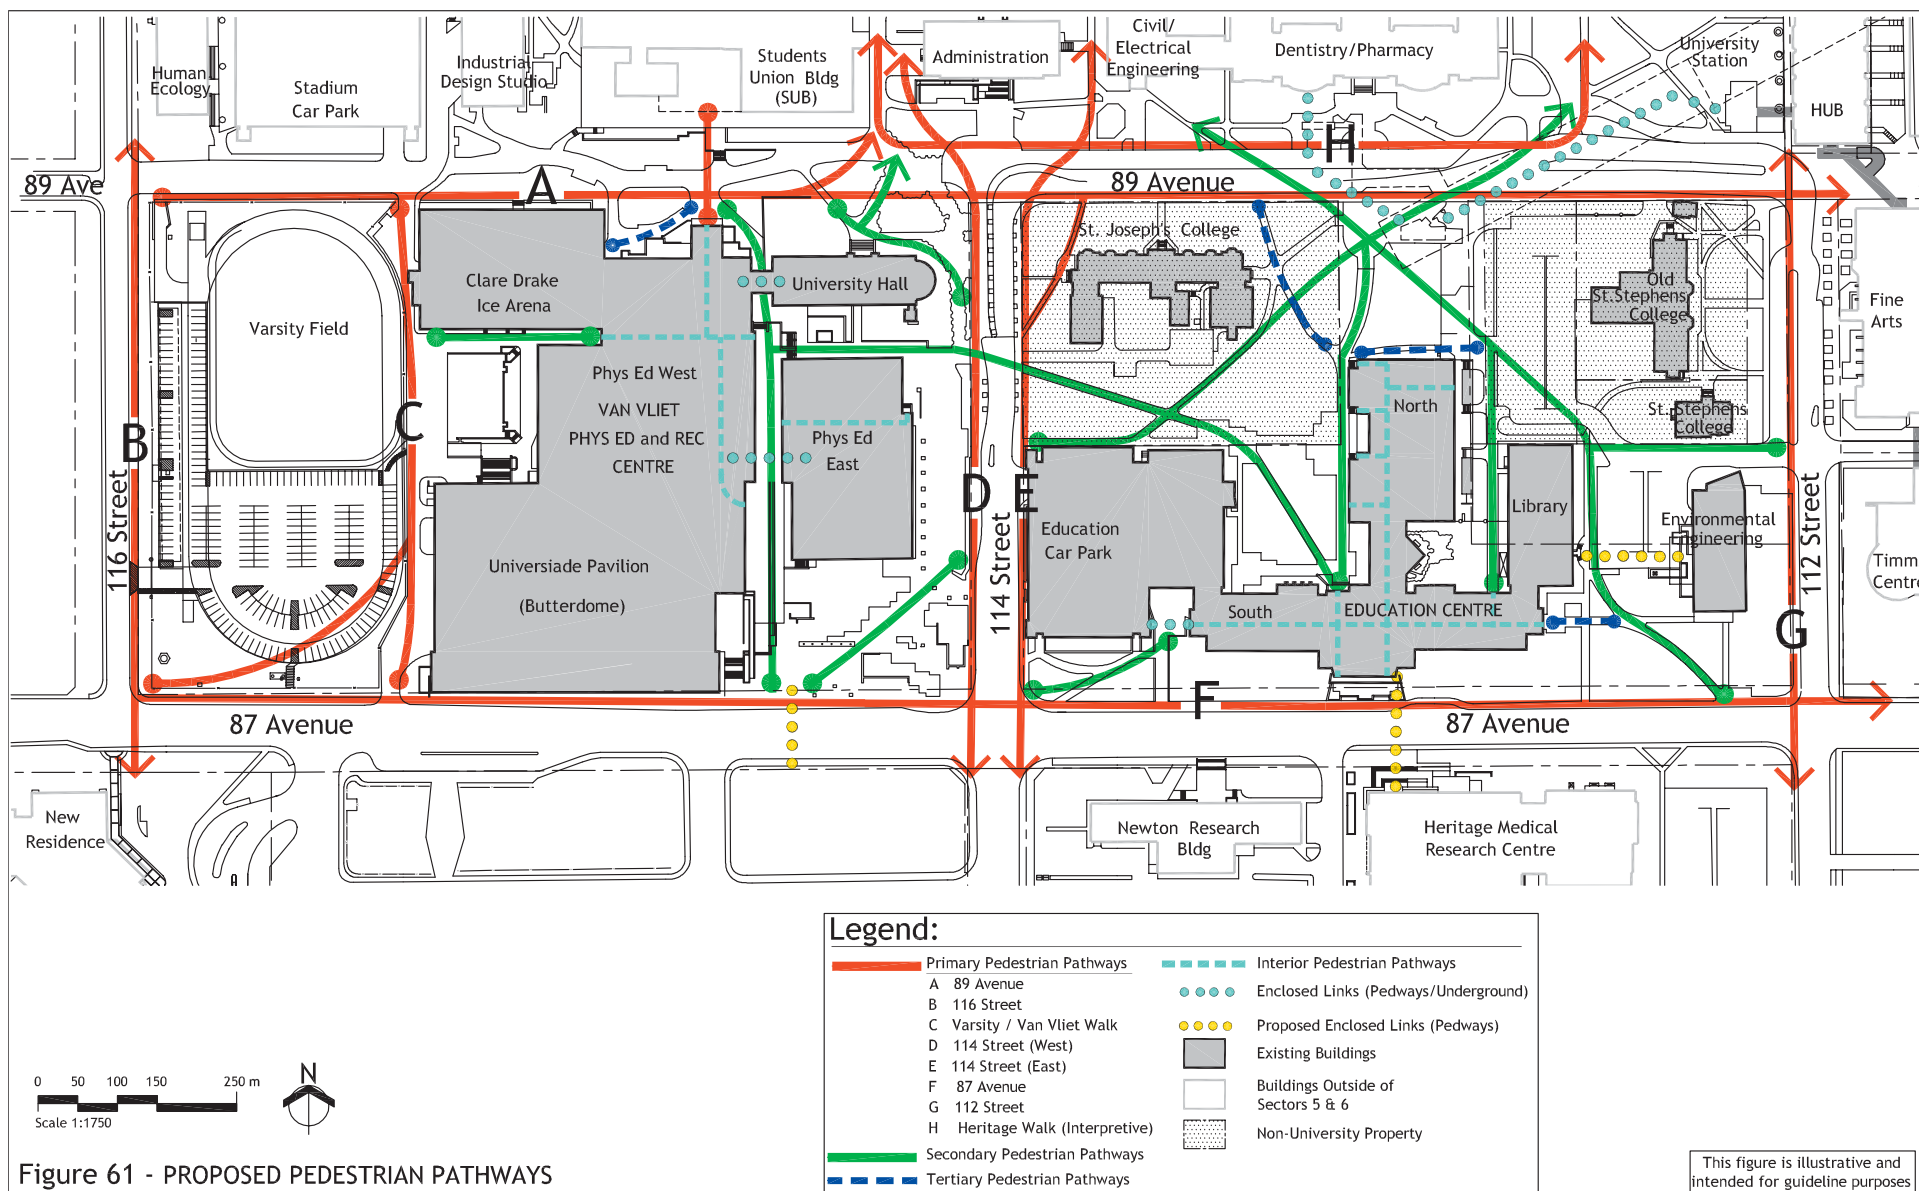 Human
Ecology
Stadium
Car Park
Industrial
Design Studio
Students
Union Bldg
(SUB)
Administration
Civil/
Electrical
Engineering
Dentistry/Pharmacy
University
Station
HUB
H
89 Ave
A
89 Avenue
St. Joseph's College
Clare Drake
Ice Arena
University Hall
Old
St.Stephens
College
Fine
Arts
Varsity Field
Phys Ed West
VAN VLIET
PHYS ED and REC
CENTRE
Phys Ed
East
North
St. Stephens
College
B
C
D
E
116 Street
114 Street
112 Street
Education
Car Park
Library
Environmental
Engineering
Universiade Pavilion
(Butterdome)
Timm
Centre
South
EDUCATION CENTRE
G
F
87 Avenue
87 Avenue
New
Residence
Newton Research
Bldg
Heritage Medical
Research Centre
Legend:
Primary Pedestrian Pathways
A 89 Avenue
B 116 Street
C Varsity / Van Vliet Walk
D 114 Street (West)
E 114 Street (East)
F 87 Avenue
G 112 Street
H Heritage Walk (Interpretive)
Secondary Pedestrian Pathways
Tertiary Pedestrian Pathways
Interior Pedestrian Pathways
Enclosed Links (Pedways/Underground)
Proposed Enclosed Links (Pedways)
Existing Buildings
Buildings Outside of
Sectors 5 & 6
Non-University Property
0 50 100 150 250 m
Scale 1:1750
N
Figure 61 - PROPOSED PEDESTRIAN PATHWAYS
This figure is illustrative and
intended for guideline purposes